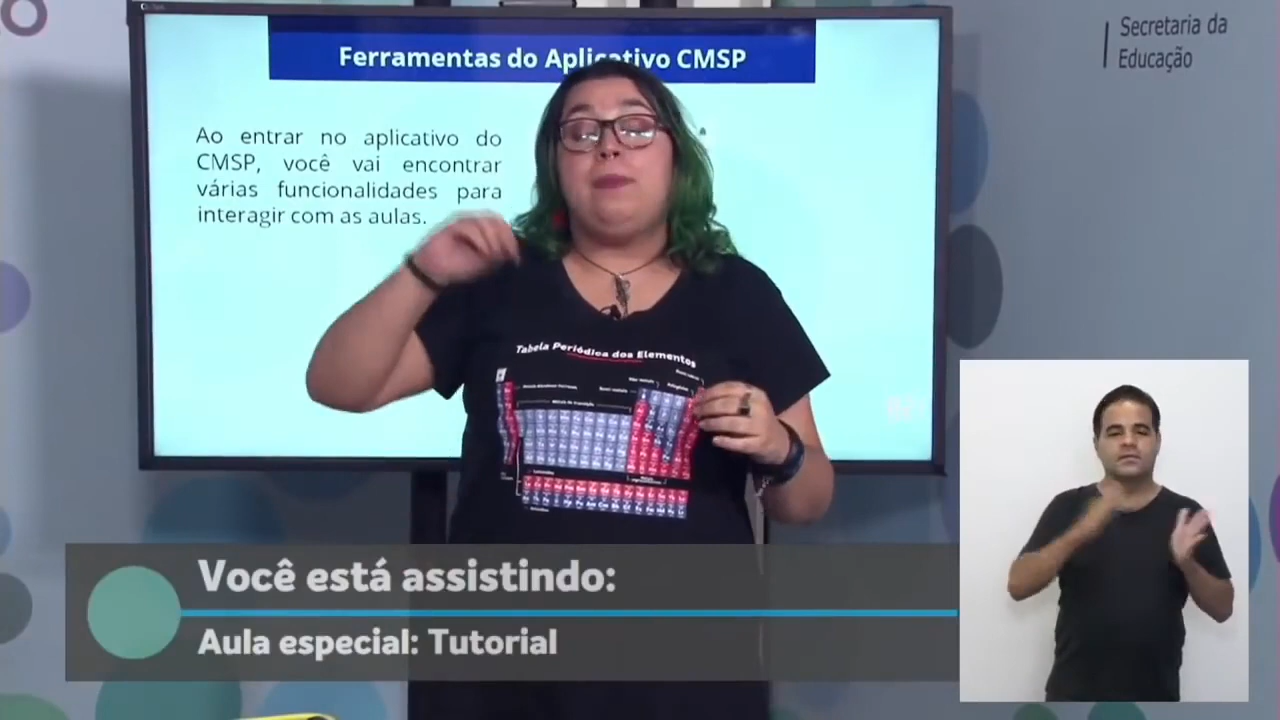 Secretaria da
Educação
Ferramentas do Aplicativo CMSP
Ao entrar no aplicativo do
CMSP, você vai encontrar
várias funcionalidades para
interagir com as aulas.
Tabela Periódica dos Elementos
Você está assistindo:
Aula especial: Tutorial